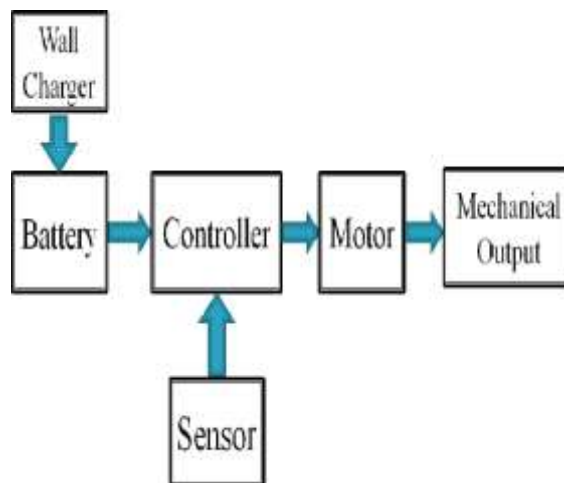 Wall
Charger
Battery
Controller
Motor
Mechanical
Output
Sensor